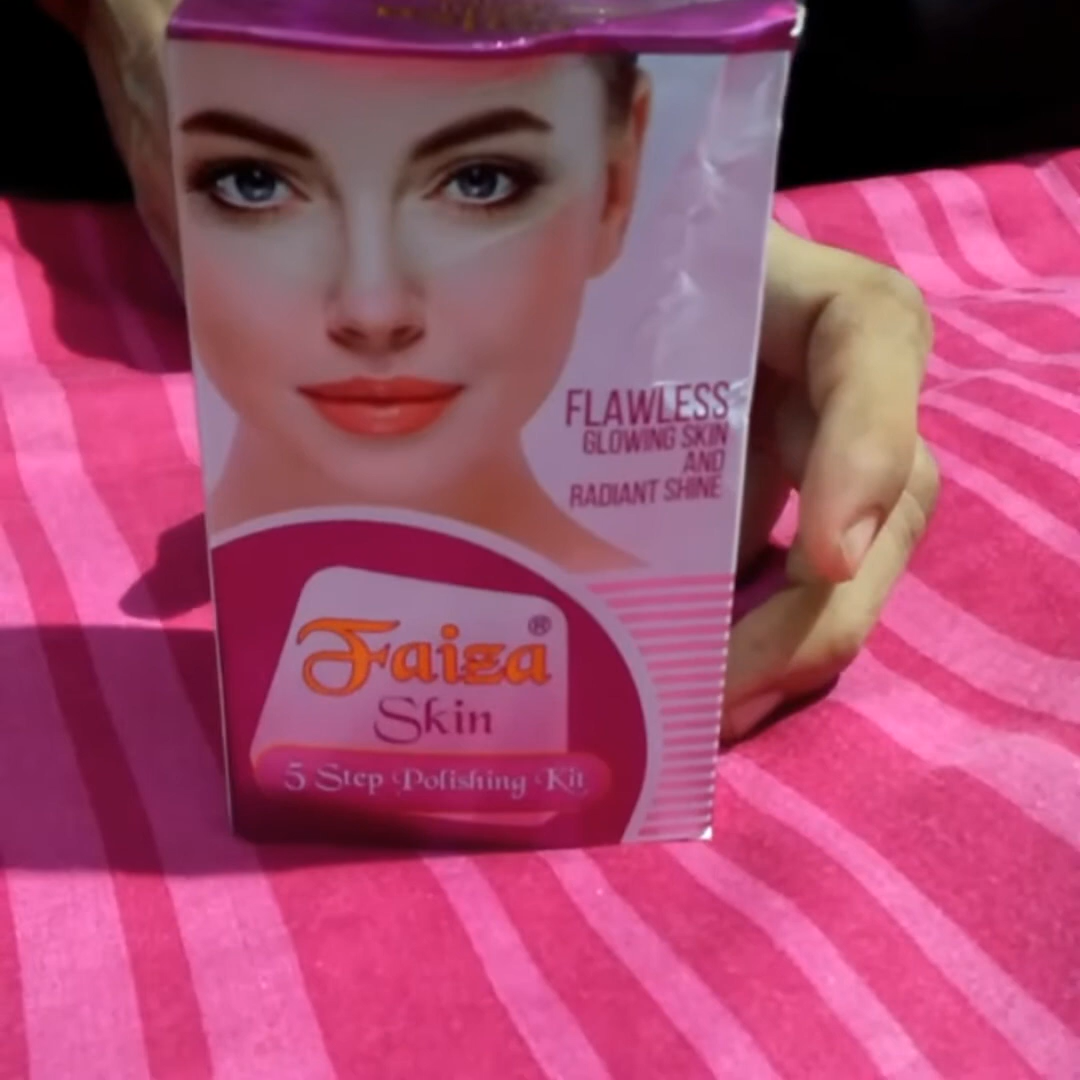 FLAWLESS
GLOWING SKIN
AND
RADIANT SHINE
Faiza®
Skin
5 Step Polishing Kit